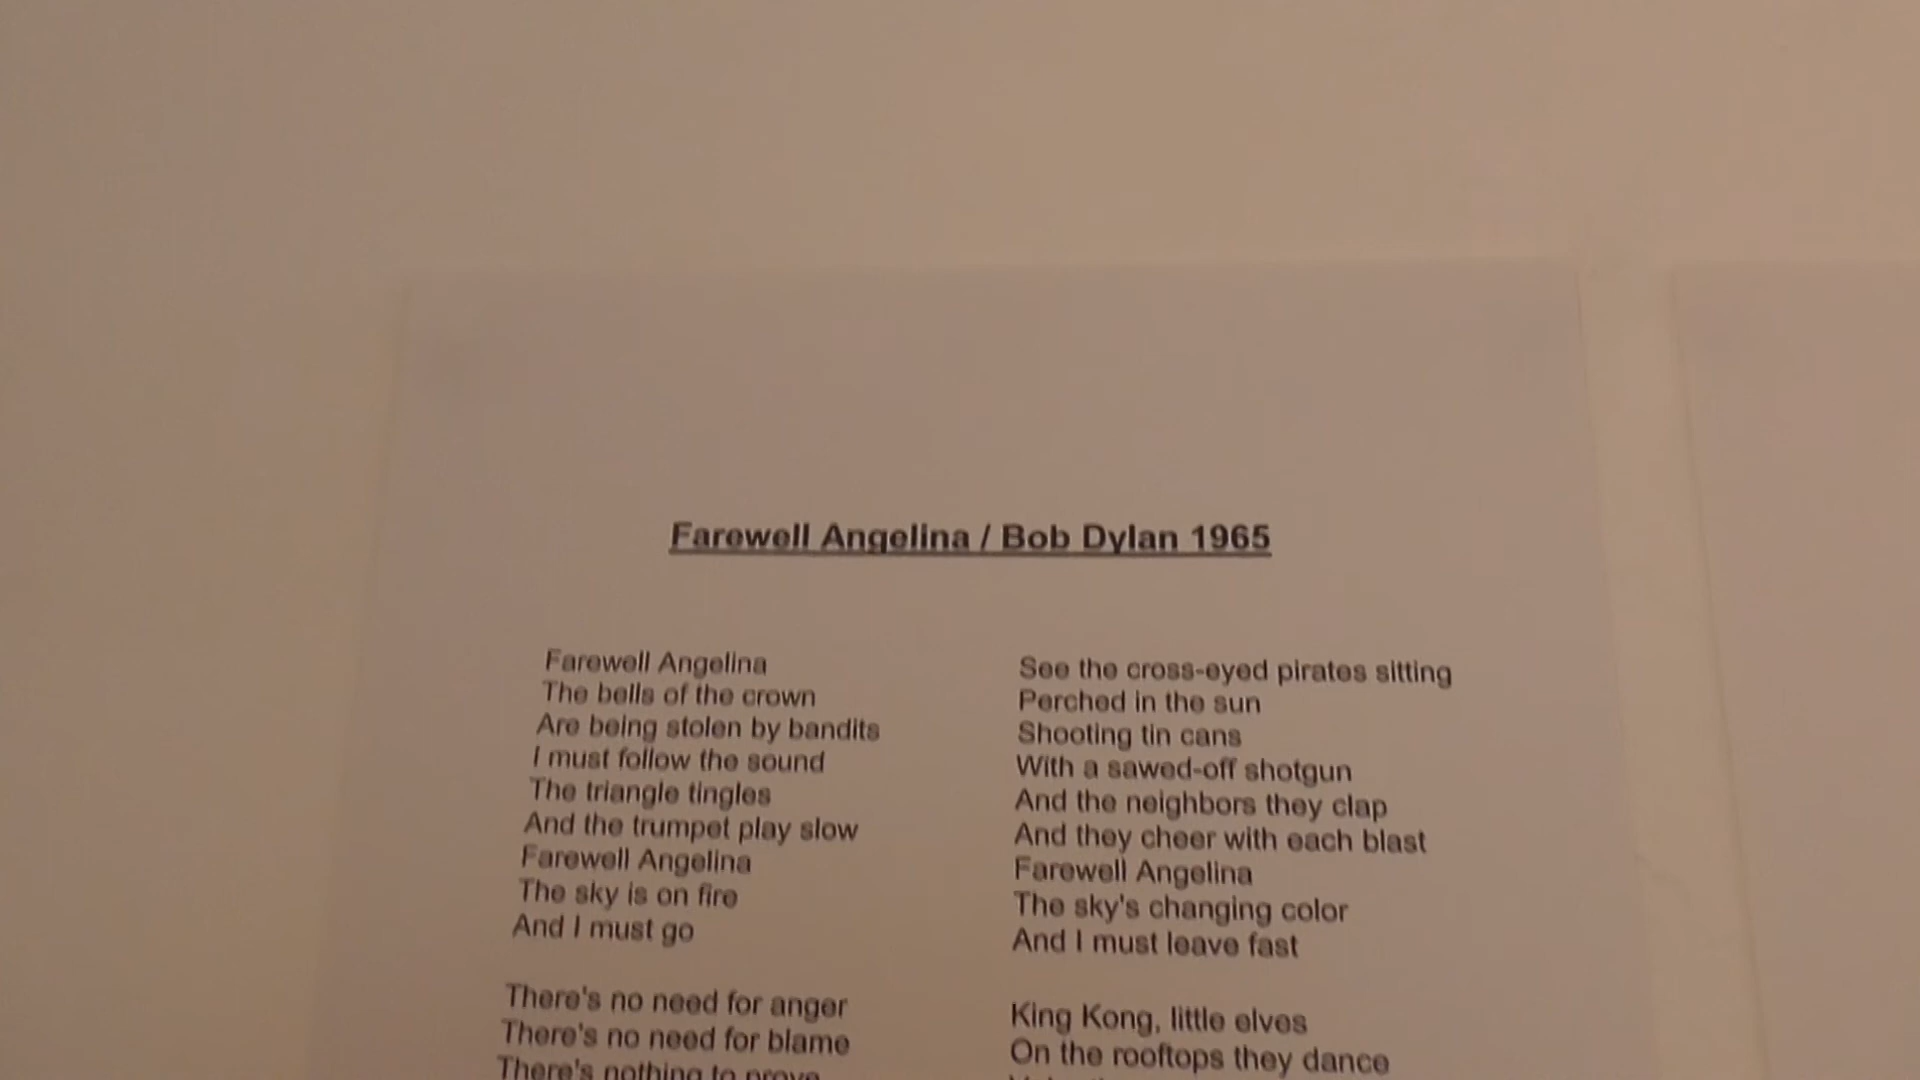 Farewell Angelina / Bob Dylan 1965
Farewell Angelina
The bells of the crown
Are being stolen by bandits
I must follow the sound
The triangle tingles
And the trumpet play slow
Farewell Angelina
The sky is on fire
And I must go
There's no need for anger
There's no need for blame
There's nothing to prove
See the cross-eyed pirates sitting
Perched in the sun
Shooting tin cans
With a sawed-off shotgun
And the neighbors they clap
And they cheer with each blast
Farewell Angelina
The sky's changing color
And I must leave fast
King Kong, little elves
On the rooftops they dance